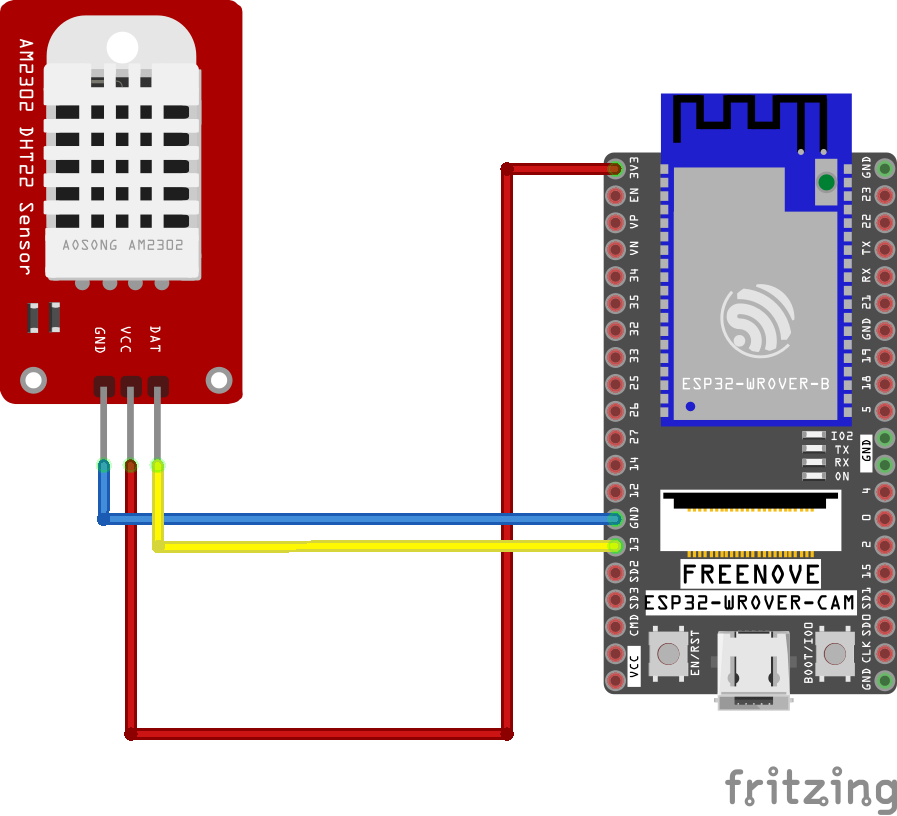 AM2302 DHT22 Sensor
AOSONG AM2302
GND
VCC
DAT
3V3
EN
VP
VN
34
35
32
33
25
26
27
14
12
GND
13
SD2
SD3
CMD
VCC
ESP32-WROVER-B
IO2
TX
RX
ON
FREENOVE
ESP32-WROVER-CAM
EN/RST
BOOT/IO0
GND
23
22
TX
RX
21
GND
19
18
5
GND
4
0
2
15
SD1
SD0
CLK
GND
fritzing